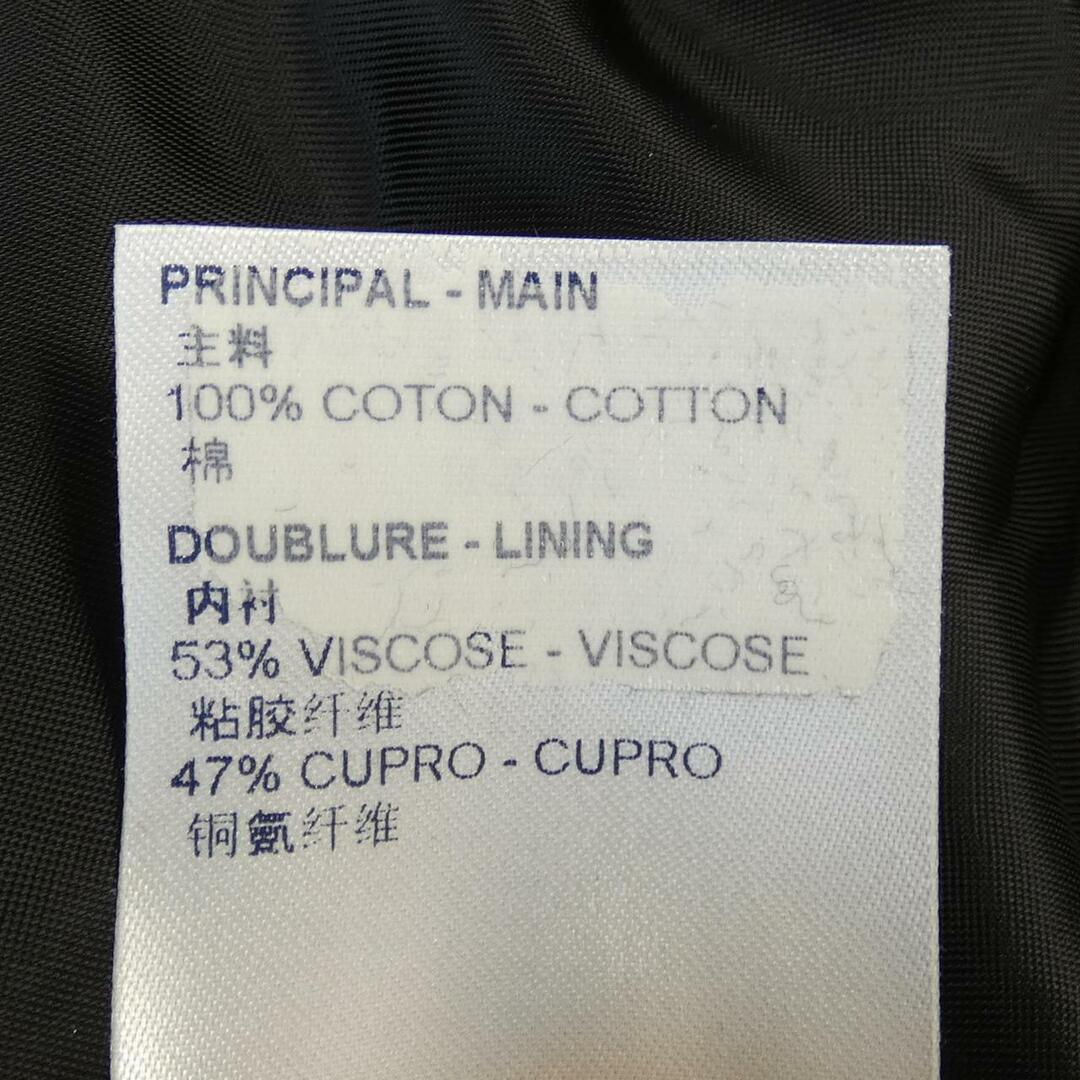 PRINCIPAL - MAIN
主料
100% COTON - COTTON
棉
DOUBLURE - LINING
内衬
53% VISCOSE - VISCOSE
粘胶纤维
47% CUPRO - CUPRO
铜氨纤维